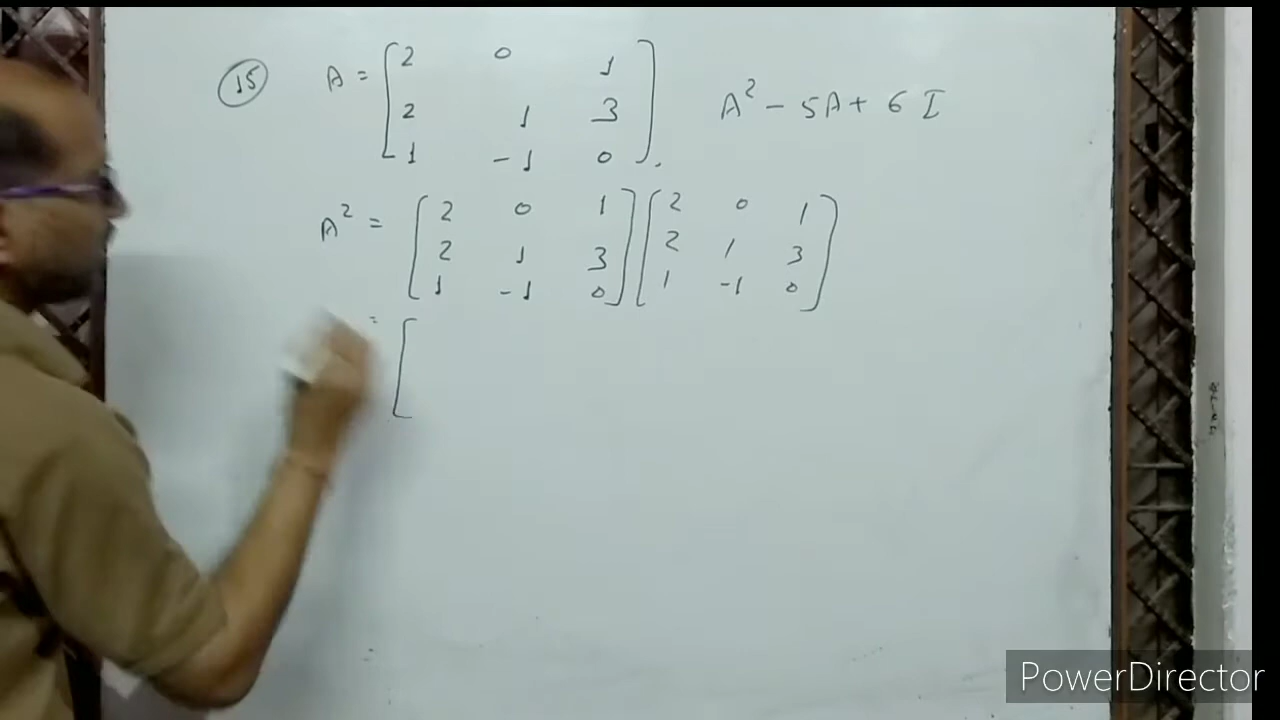 15 A = [2 0 1
2 1 3
1 -1 0]. A² - 5A + 6I
A² = [2 0 1
2 1 3
1 -1 0] [2 0 1
2 1 3
1 -1 0]
= [
PowerDirector